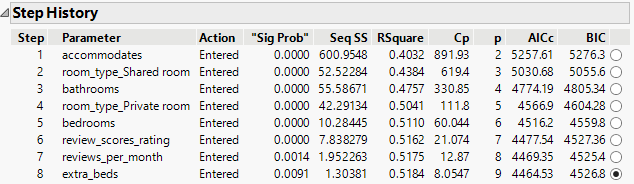 Step History
Step Parameter Action "Sig Prob" Seq SS RSquare Cp p AICc BIC
1 accommodates Entered 0.0000 600.9548 0.4032 891.93 2 5257.61 5276.3
2 room_type_Shared room Entered 0.0000 52.52284 0.4384 619.4 3 5030.68 5055.6
3 bathrooms Entered 0.0000 55.58671 0.4757 330.85 4 4774.19 4805.34
4 room_type_Private room Entered 0.0000 42.29134 0.5041 111.8 5 4566.9 4604.28
5 bedrooms Entered 0.0000 10.28445 0.5110 60.044 6 4516.2 4559.8
6 review_scores_rating Entered 0.0000 7.838279 0.5162 21.074 7 4477.54 4527.36
7 reviews_per_month Entered 0.0014 1.952263 0.5175 12.87 8 4469.35 4525.4
8 extra_beds Entered 0.0091 1.30381 0.5184 8.0547 9 4464.53 4526.8